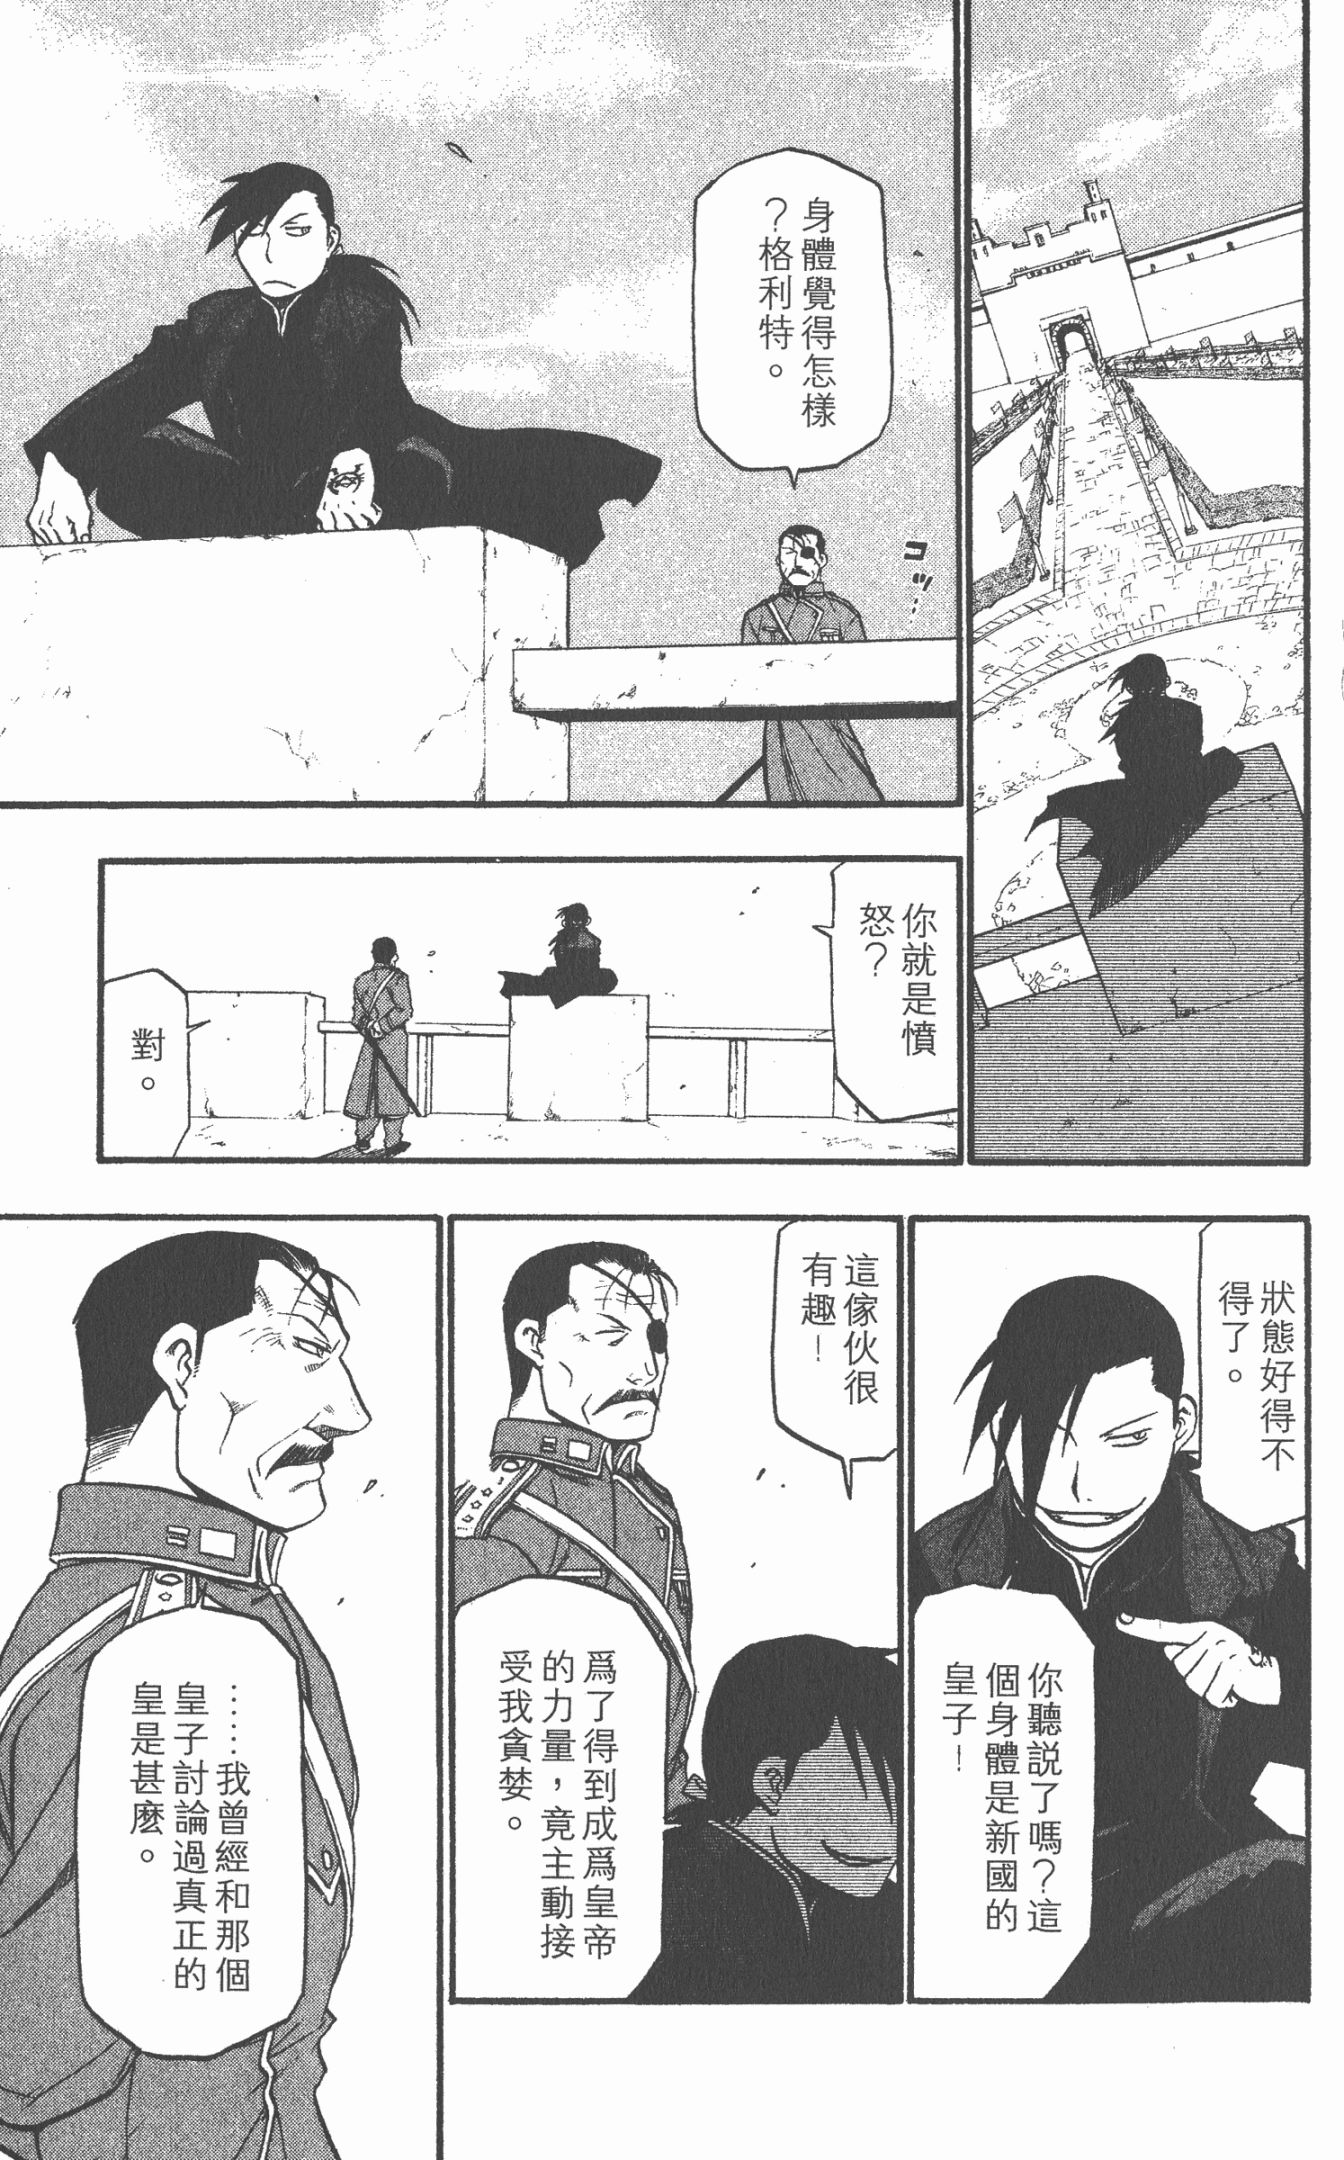 身體覺得怎樣
？格利特。
コツ…
你就是憤
怒？
對。
狀態好得不
得了。
你聽説了嗎？這
個身體是新國的
皇子！
這傢伙很
有趣！
爲了得到成爲皇帝
的力量，竟主動接
受我貪婪。
……我曾經和那個
皇子討論過真正的
皇是甚麼。